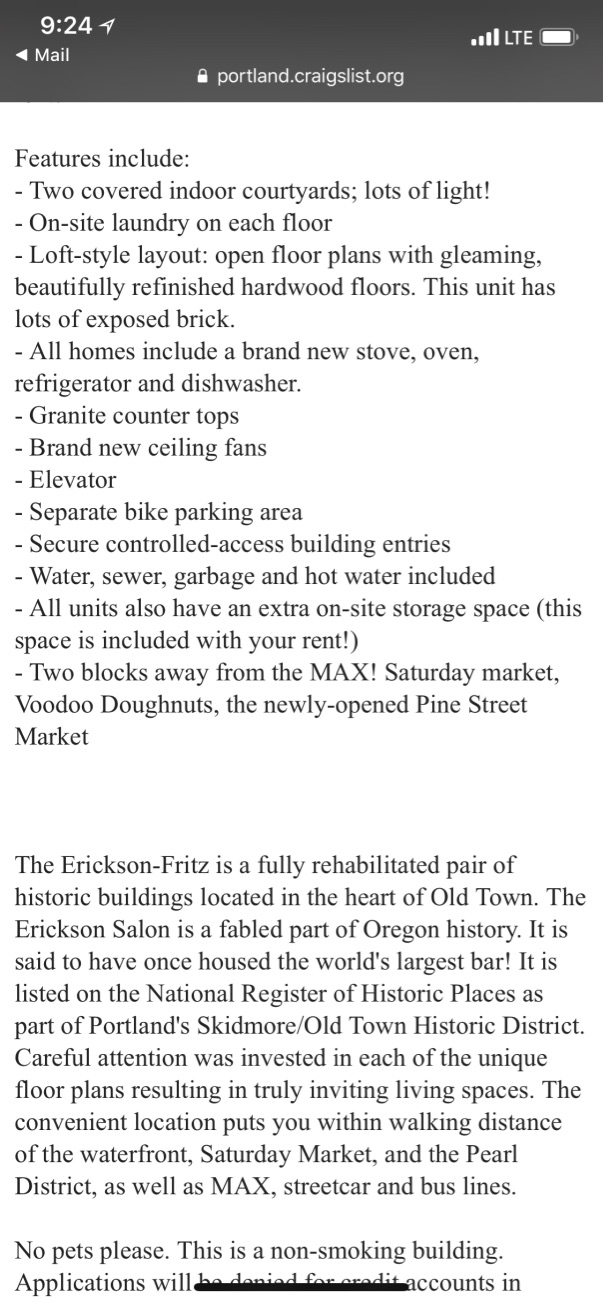 9:24
LTE
Mail
portland.craigslist.org
Features include:
- Two covered indoor courtyards; lots of light!
- On-site laundry on each floor
- Loft-style layout: open floor plans with gleaming,
beautifully refinished hardwood floors. This unit has
lots of exposed brick.
- All homes include a brand new stove, oven,
refrigerator and dishwasher.
- Granite counter tops
- Brand new ceiling fans
- Elevator
- Separate bike parking area
- Secure controlled-access building entries
- Water, sewer, garbage and hot water included
- All units also have an extra on-site storage space (this
space is included with your rent!)
- Two blocks away from the MAX! Saturday market,
Voodoo Doughnuts, the newly-opened Pine Street
Market
The Erickson-Fritz is a fully rehabilitated pair of
historic buildings located in the heart of Old Town. The
Erickson Salon is a fabled part of Oregon history. It is
said to have once housed the world's largest bar! It is
listed on the National Register of Historic Places as
part of Portland's Skidmore/Old Town Historic District.
Careful attention was invested in each of the unique
floor plans resulting in truly inviting living spaces. The
convenient location puts you within walking distance
of the waterfront, Saturday Market, and the Pearl
District, as well as MAX, streetcar and bus lines.
No pets please. This is a non-smoking building.
Applications will be denied for credit accounts in